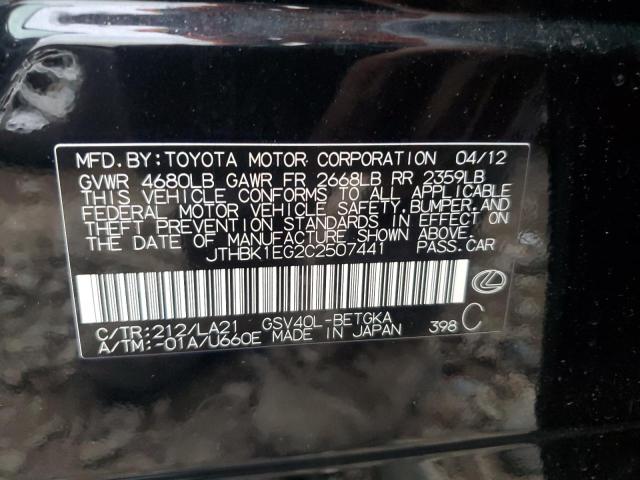 MFD. BY: TOYOTA MOTOR CORPORATION 04/12
GVWR 4680LB GAWR FR 2668LB RR 2359LB
THIS VEHICLE CONFORMS TO ALL APPLICABLE
FEDERAL MOTOR VEHICLE SAFETY, BUMPER, AND
THEFT PREVENTION STANDARDS IN EFFECT ON
THE DATE OF MANUFACTURE SHOWN ABOVE.
JTHBK1EG2C2507441 PASS. CAR
C/TR: 212/LA21 GSV40L-BETGKA
A/TM: -01A/U660E MADE IN JAPAN 398 C